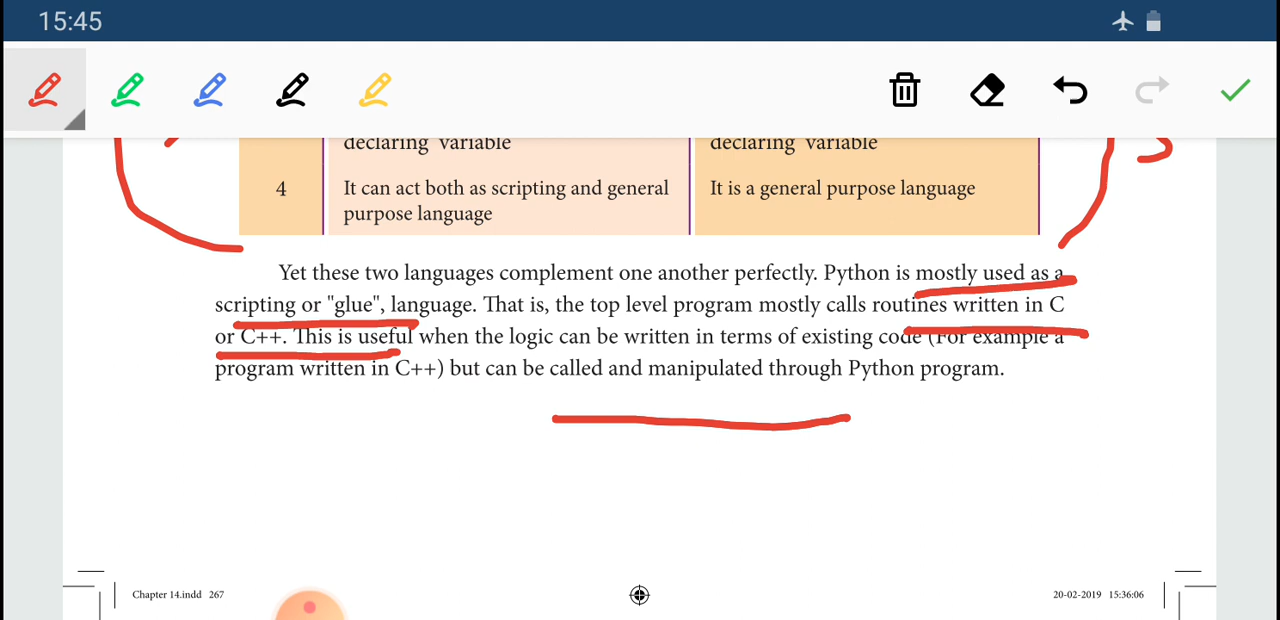 15:45
declaring variable declaring variable
4 It can act both as scripting and general It is a general purpose language
purpose language
Yet these two languages complement one another perfectly. Python is mostly used as a
scripting or "glue", language. That is, the top level program mostly calls routines written in C
or C++. This is useful when the logic can be written in terms of existing code (For example a
program written in C++) but can be called and manipulated through Python program.
Chapter 14.indd 267 20-02-2019 15:36:06